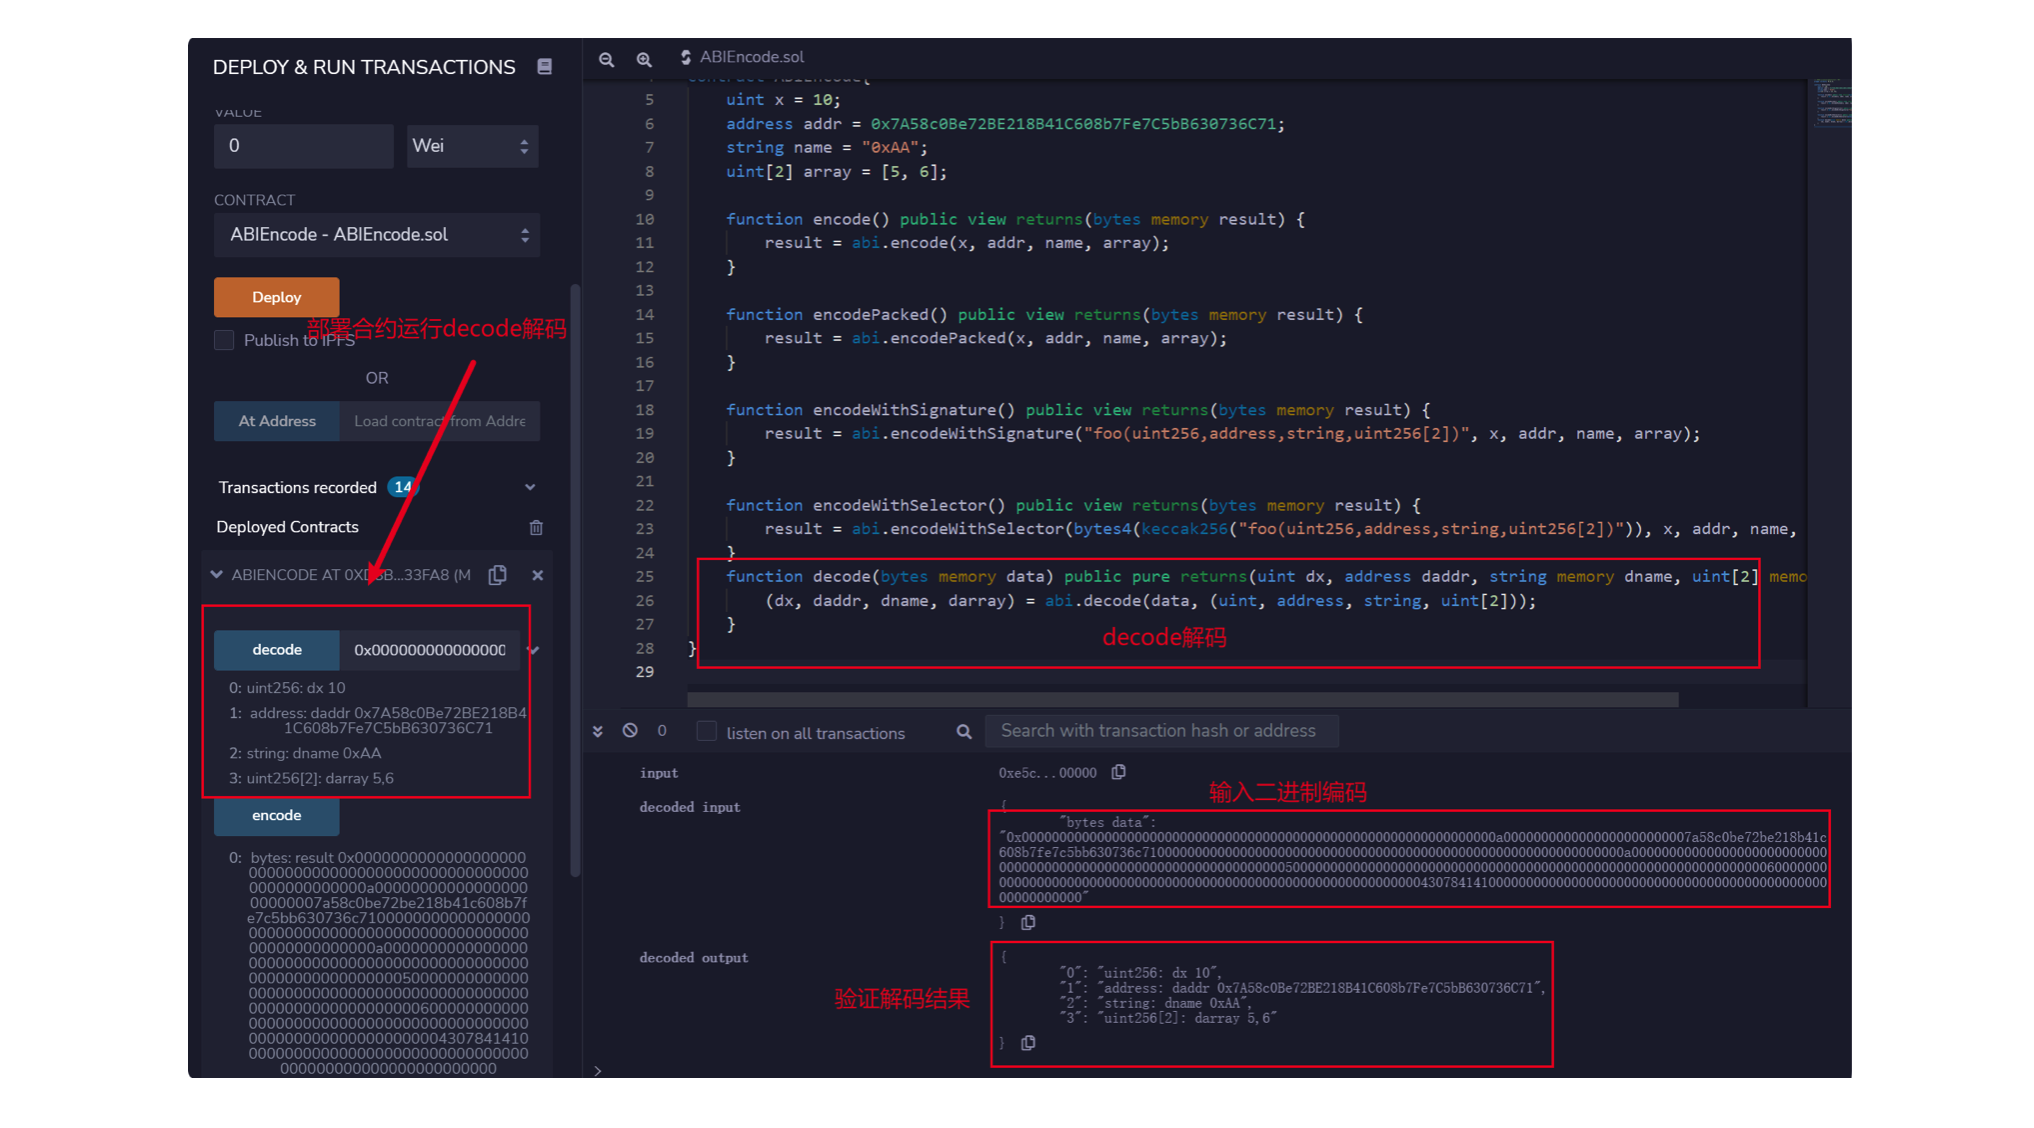 DEPLOY & RUN TRANSACTIONS
VALUE
0
Wei
CONTRACT
ABIEncode - ABIEncode.sol
Deploy
部署合约运行decode解码
Publish to IPFS
OR
At Address
Load contract from Addre
Transactions recorded 14
Deployed Contracts
ABIENCODE AT
33FA8 (M
decode
0x000000000000000
0: uint256: dx 10
1: address: daddr 0x7A58c0Be72BE218B4
1C608b7Fe7C5bB630736C71
2: string: dname 0xAA
3: uint256[2]: darray 5,6
encode
0: bytes: result
ABIEncode.sol
5 uint x = 10;
6 address addr = 0x7A58c0Be72BE218B41C608b7Fe7C5bB630736C71;
7 string name = "0xAA";
8 uint[2] array = [5, 6];
9
10 function encode() public view returns(bytes memory result) {
11 result = abi.encode(x, addr, name, array);
12 }
13
14 function encodePacked() public view returns(bytes memory result) {
15 result = abi.encodePacked(x, addr, name, array);
16 }
17
18 function encodeWithSignature() public view returns(bytes memory result) {
19 result = abi.encodeWithSignature("foo(uint256,address,string,uint256[2])", x, addr, name, array);
20 }
21
22 function encodeWithSelector() public view returns(bytes memory result) {
23 result = abi.encodeWithSelector(bytes4(keccak256("foo(uint256,address,string,uint256[2])")), x, addr, name,
24 }
25 function decode(bytes memory data) public pure returns(uint dx, address daddr, string memory dname, uint[2] memo
26 (dx, daddr, dname, darray) = abi.decode(data, (uint, address, string, uint[2]));
27 }
decode解码
28 }
29
0
listen on all transactions
Search with transaction hash or address
input
0xe5c...00000
输入二进制编码
decoded input
{
"bytes data":
}
decoded output
{
"0": "uint256: dx 10",
"1": "address: daddr 0x7A58c0Be72BE218B41C608b7Fe7C5bB630736C71",
验证解码结果
"2": "string: dname 0xAA",
"3": "uint256[2]: darray 5,6"
}
>